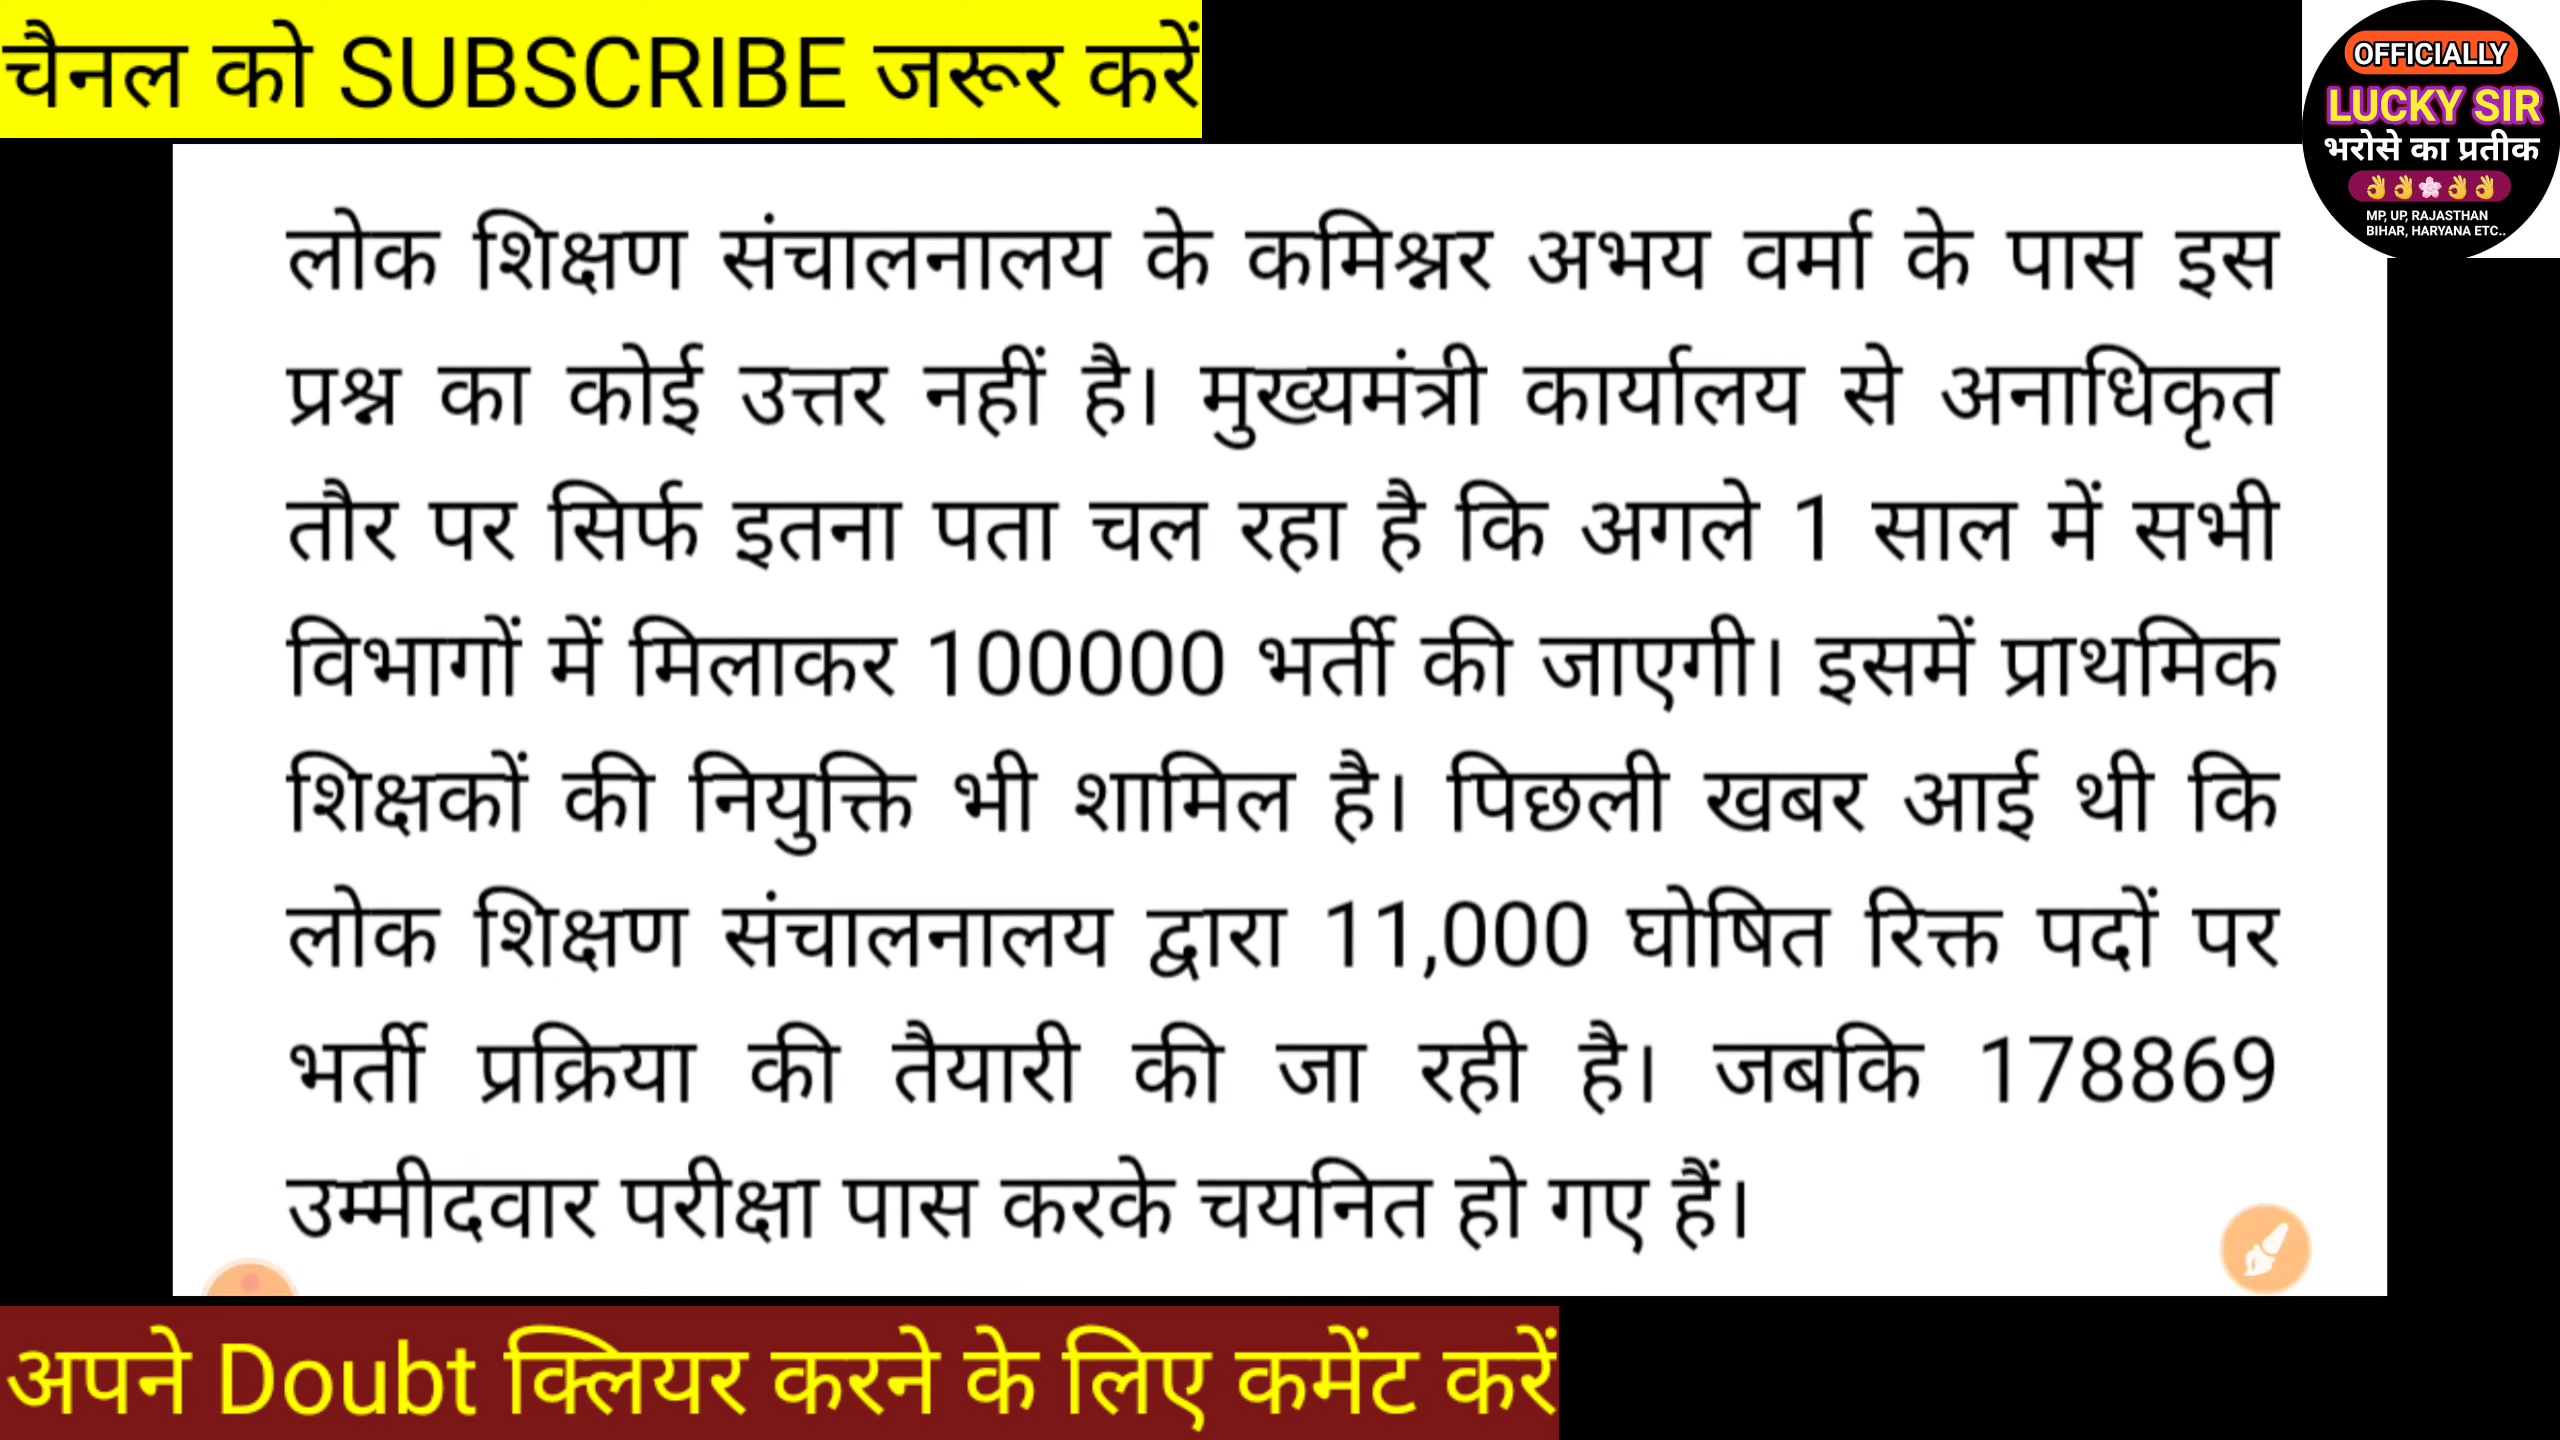 चैनल को SUBSCRIBE जरूर करें
OFFICIALLY
LUCKY SIR
भरोसे का प्रतीक
MP, UP, RAJASTHAN
BIHAR, HARYANA ETC..
लोक शिक्षण संचालनालय के कमिश्नर अभय वर्मा के पास इस
प्रश्न का कोई उत्तर नहीं है। मुख्यमंत्री कार्यालय से अनाधिकृत
तौर पर सिर्फ इतना पता चल रहा है कि अगले 1 साल में सभी
विभागों में मिलाकर 100000 भर्ती की जाएगी। इसमें प्राथमिक
शिक्षकों की नियुक्ति भी शामिल है। पिछली खबर आई थी कि
लोक शिक्षण संचालनालय द्वारा 11,000 घोषित रिक्त पदों पर
भर्ती प्रक्रिया की तैयारी की जा रही है। जबकि 178869
उम्मीदवार परीक्षा पास करके चयनित हो गए हैं।
अपने Doubt क्लियर करने के लिए कमेंट करें